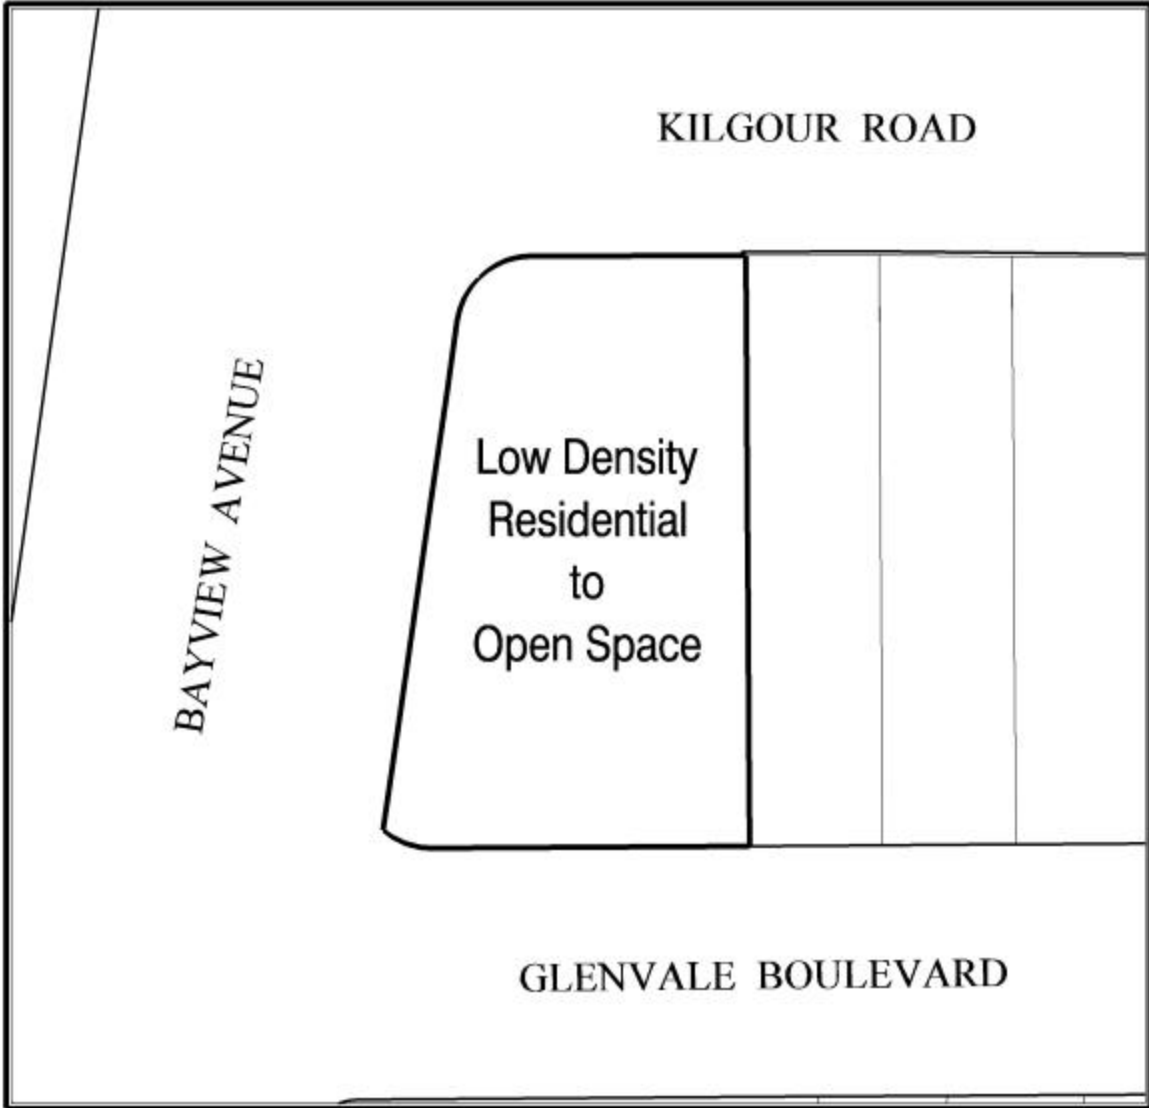 KILGOUR ROAD
BAYVIEW AVENUE
Low Density
Residential
to
Open Space
GLENVALE BOULEVARD